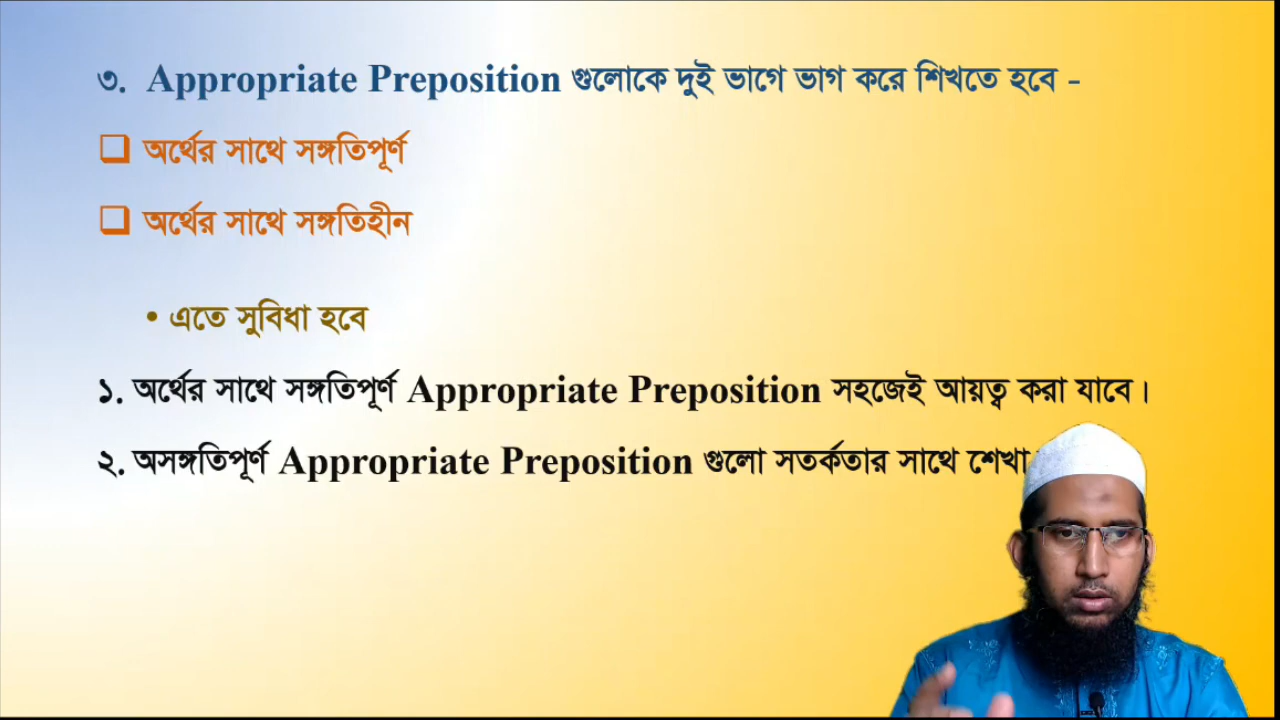 ৩. Appropriate Preposition গুলোকে দুই ভাগে ভাগ করে শিখতে হবে -
অর্থের সাথে সঙ্গতিপূর্ণ
অর্থের সাথে সঙ্গতিহীন
• এতে সুবিধা হবে
১. অর্থের সাথে সঙ্গতিপূর্ণ Appropriate Preposition সহজেই আয়ত্ব করা যাবে।
২. অসঙ্গতিপূর্ণ Appropriate Preposition গুলো সতর্কতার সাথে শেখা